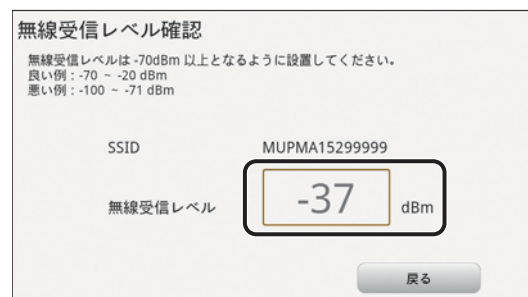 無線受信レベル確認
無線受信レベルは -70dBm 以上となるように設置してください。
良い例：-70 ~ -20 dBm
悪い例：-100 ~ -71 dBm
SSID MUPMA15299999
無線受信レベル -37 dBm
戻る